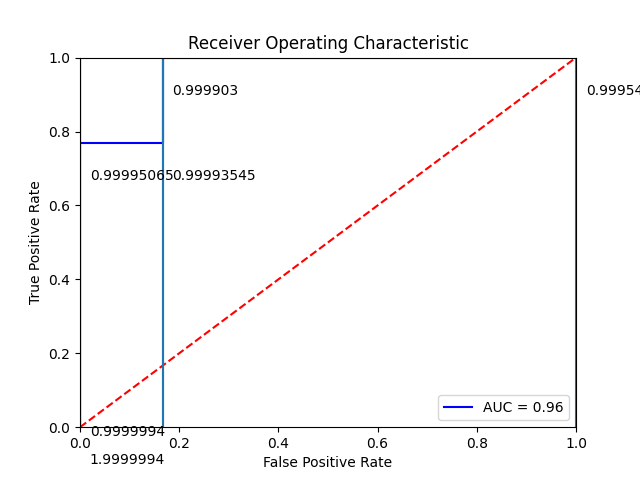 Receiver Operating Characteristic
1.0
0.999903
0.99954
0.8
0.99995065
0.99993545
0.6
True Positive Rate
0.4
0.2
AUC = 0.96
0.0
0.9999994
0.0 0.2 0.4 0.6 0.8 1.0
1.9999994
False Positive Rate